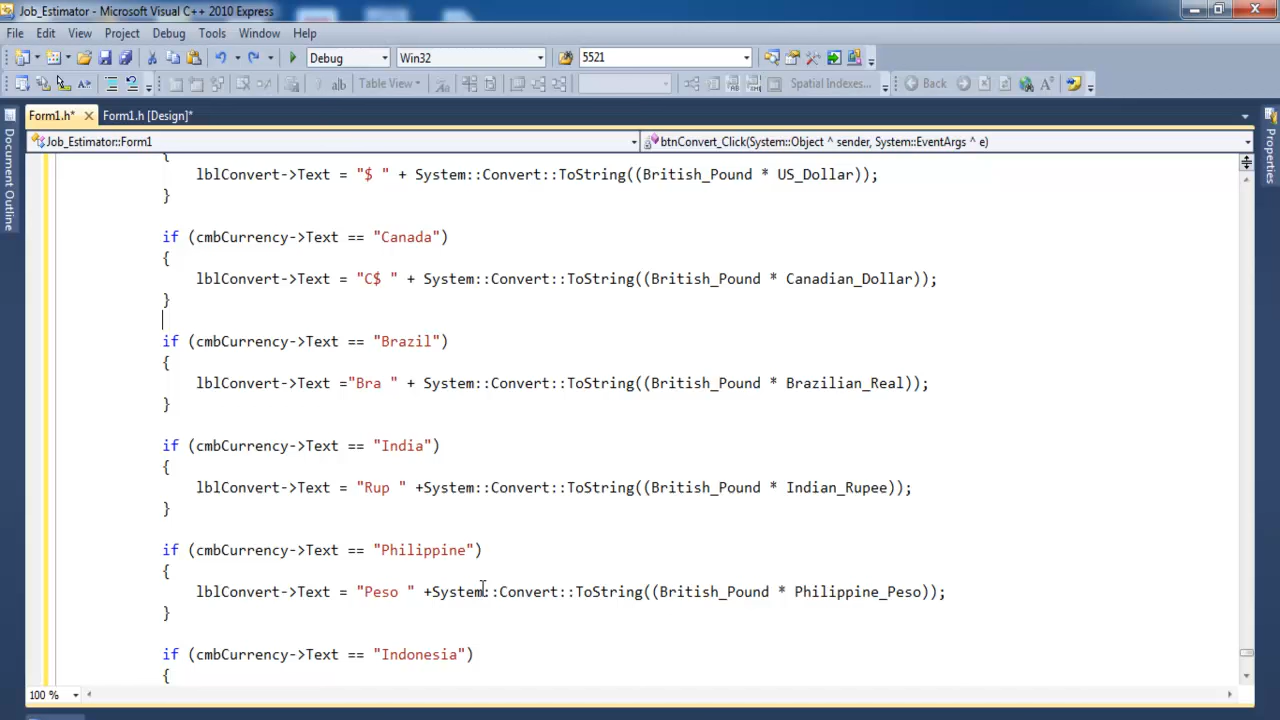 Job_Estimator - Microsoft Visual C++ 2010 Express
File Edit View Project Debug Tools Window Help
Debug Win32 5521
Table View Spatial Indexes... Back
Form1.h* Form1.h [Design]*
Job_Estimator::Form1 btnConvert_Click(System::Object ^ sender, System::EventArgs ^ e)
Document Outline
Properties
{
lblConvert->Text = "$ " + System::Convert::ToString((British_Pound * US_Dollar));
}
if (cmbCurrency->Text == "Canada")
{
lblConvert->Text = "C$ " + System::Convert::ToString((British_Pound * Canadian_Dollar));
}
if (cmbCurrency->Text == "Brazil")
{
lblConvert->Text ="Bra " + System::Convert::ToString((British_Pound * Brazilian_Real));
}
if (cmbCurrency->Text == "India")
{
lblConvert->Text = "Rup " +System::Convert::ToString((British_Pound * Indian_Rupee));
}
if (cmbCurrency->Text == "Philippine")
{
lblConvert->Text = "Peso " +System::Convert::ToString((British_Pound * Philippine_Peso));
}
if (cmbCurrency->Text == "Indonesia")
{
100 %